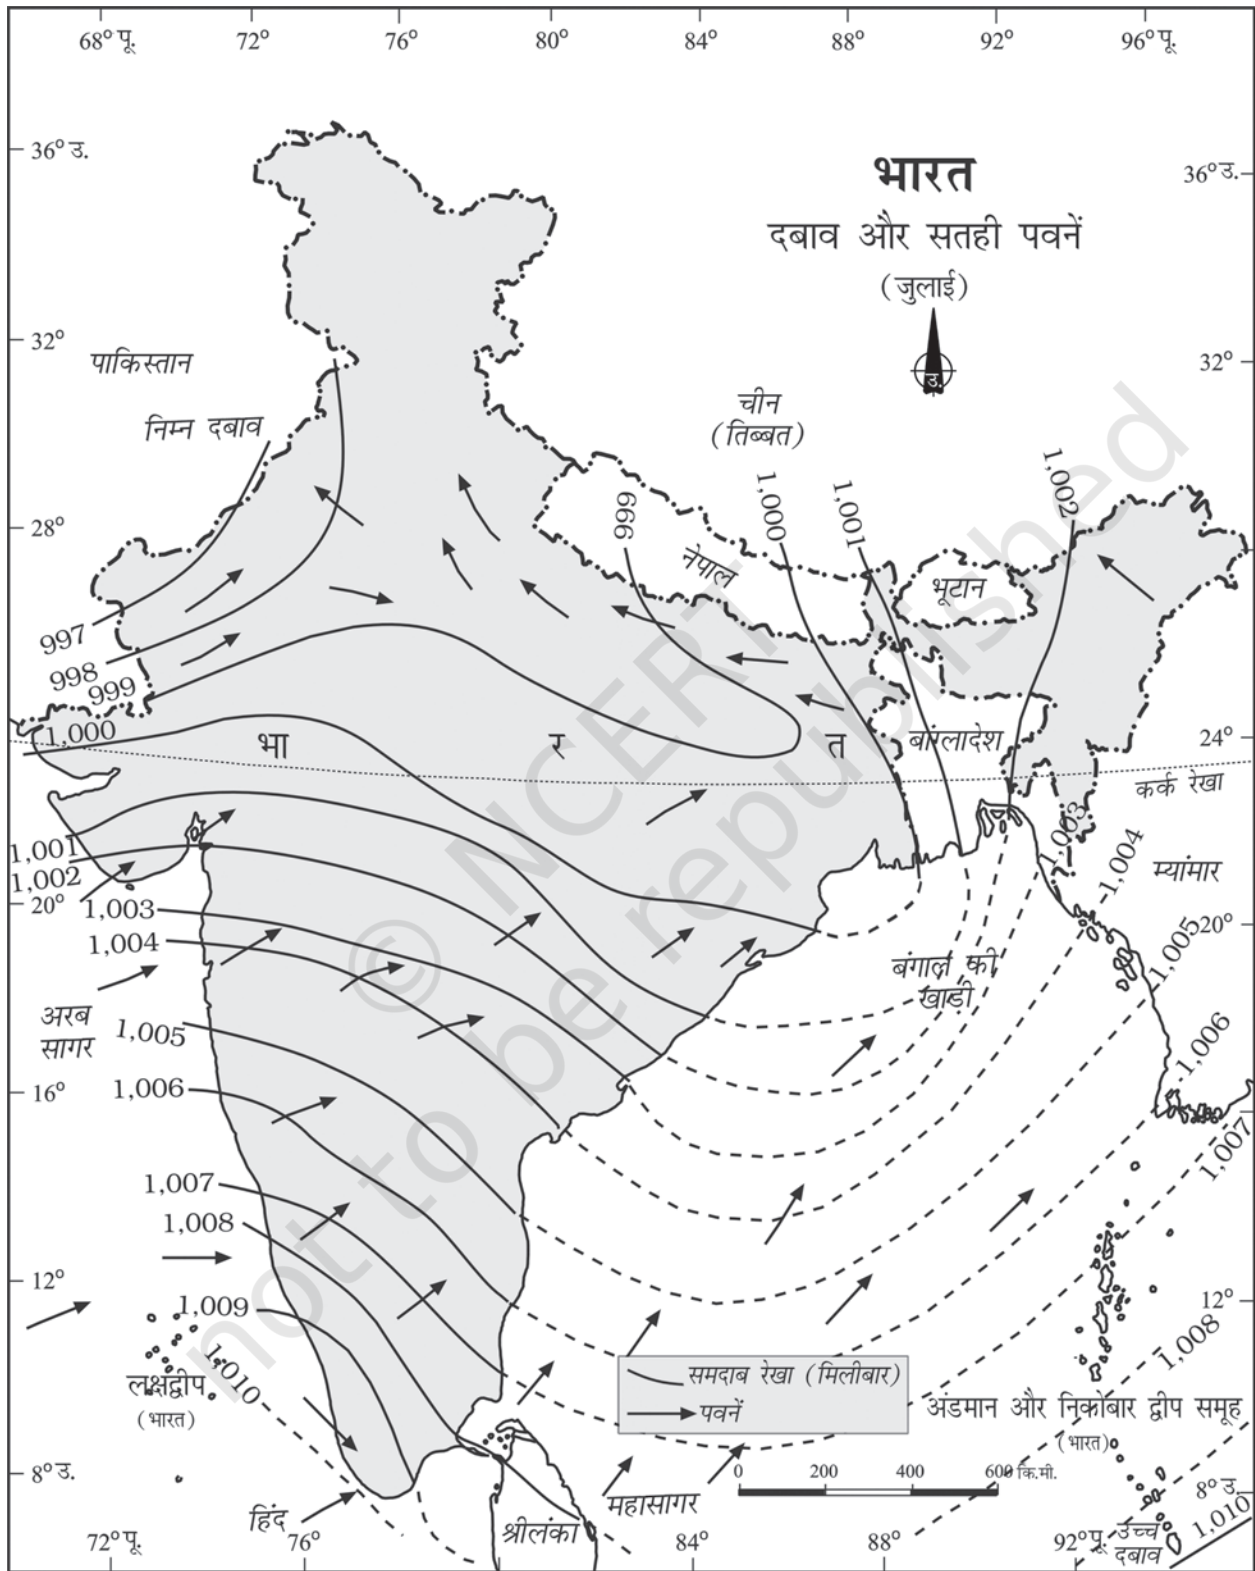 68° पू. 72° 76° 80° 84° 88° 92° 96° पू.
36° उ.
36° उ.
भारत
दबाव और सतही पवनें
(जुलाई)
उ.
32°
32°
पाकिस्तान
निम्न दबाव
चीन
(तिब्बत)
999
1,000
1,001
1,002
28°
नेपाल
भूटान
997
998
999
1,000
भा र त
बांग्लादेश
24°
कर्क रेखा
1,001
1,002
20°
1,003
1,004
1,003
1,004
म्यांमार
20°
1,005
बंगाल की
खाड़ी
अरब
सागर
1,005
1,006
16°
1,006
1,007
1,007
1,008
12°
12°
1,009
1,008
1,010
लक्षद्वीप
(भारत)
समदाब रेखा (मिलीबार)
पवनें
अंडमान और निकोबार द्वीप समूह
(भारत)
0 200 400 600 कि.मी.
8° उ.
8° उ.
हिंद
महासागर
श्रीलंका
उच्च
दबाव
1,010
72° पू. 76° 84° 88° 92° पू.
© NCERT
not to be republished